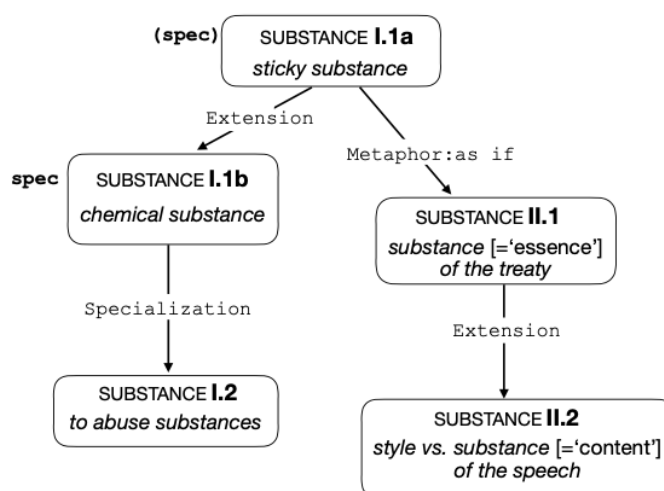 (spec)
SUBSTANCE I.1a
sticky substance
Extension
Metaphor:as if
spec
SUBSTANCE I.1b
chemical substance
SUBSTANCE II.1
substance [=‘essence’]
of the treaty
Specialization
Extension
SUBSTANCE I.2
to abuse substances
SUBSTANCE II.2
style vs. substance [=‘content’]
of the speech